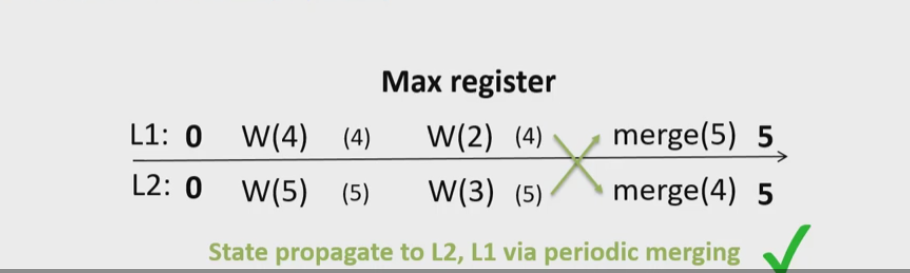 Max register
L1: 0 W(4) (4) W(2) (4) merge(5) 5
L2: 0 W(5) (5) W(3) (5) merge(4) 5
State propagate to L2, L1 via periodic merging